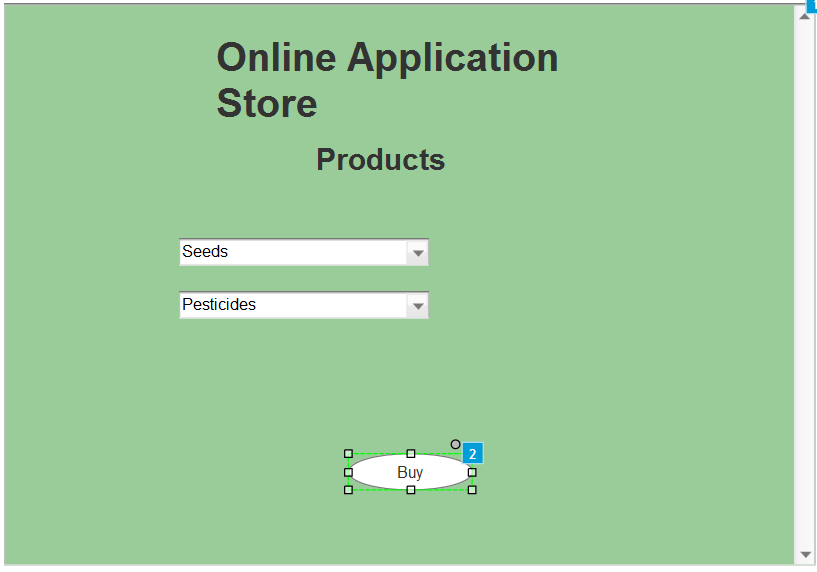 Online Application
Store
Products
Seeds
Pesticides
2
Buy